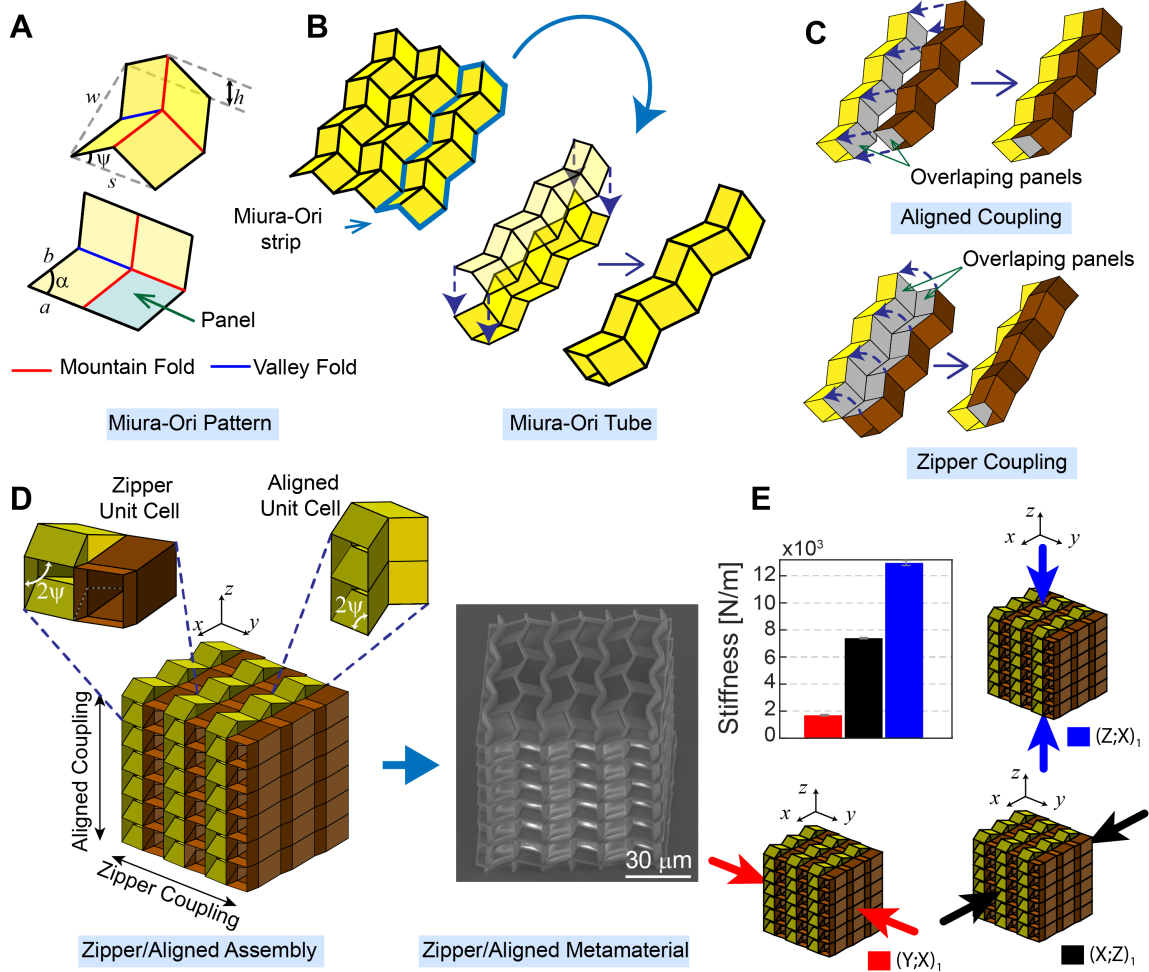 A
w
h
ψ
s
b
α
a
Panel
Mountain Fold
Valley Fold
Miura-Ori Pattern
B
Miura-Ori
strip
Miura-Ori Tube
C
Overlaping panels
Aligned Coupling
Overlaping panels
Zipper Coupling
D
Zipper
Unit Cell
Aligned
Unit Cell
2ψ
2ψ
z
x
y
Aligned Coupling
Zipper Coupling
30 μm
Zipper/Aligned Assembly
Zipper/Aligned Metamaterial
E
x10³
Stiffness [N/m]
12
10
8
6
4
2
0
z
x
y
(Z;X)₁
z
x
y
(Y;X)₁
z
x
y
(X;Z)₁